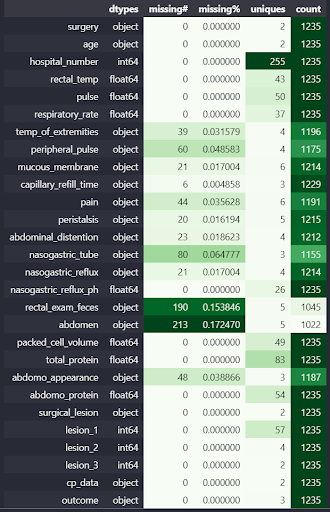 dtypes missing# missing% uniques count
surgery object 0 0.000000 2 1235
age object 0 0.000000 2 1235
hospital_number int64 0 0.000000 255 1235
rectal_temp float64 0 0.000000 43 1235
pulse float64 0 0.000000 50 1235
respiratory_rate float64 0 0.000000 37 1235
temp_of_extremities object 39 0.031579 4 1196
peripheral_pulse object 60 0.048583 4 1175
mucous_membrane object 21 0.017004 6 1214
capillary_refill_time object 6 0.004858 3 1229
pain object 44 0.035628 6 1191
peristalsis object 20 0.016194 5 1215
abdominal_distention object 23 0.018623 4 1212
nasogastric_tube object 80 0.064777 3 1155
nasogastric_reflux object 21 0.017004 4 1214
nasogastric_reflux_ph float64 0 0.000000 26 1235
rectal_exam_feces object 190 0.153846 5 1045
abdomen object 213 0.172470 5 1022
packed_cell_volume float64 0 0.000000 49 1235
total_protein float64 0 0.000000 83 1235
abdomo_appearance object 48 0.038866 3 1187
abdomo_protein float64 0 0.000000 54 1235
surgical_lesion object 0 0.000000 2 1235
lesion_1 int64 0 0.000000 57 1235
lesion_2 int64 0 0.000000 4 1235
lesion_3 int64 0 0.000000 2 1235
cp_data object 0 0.000000 2 1235
outcome object 0 0.000000 3 1235